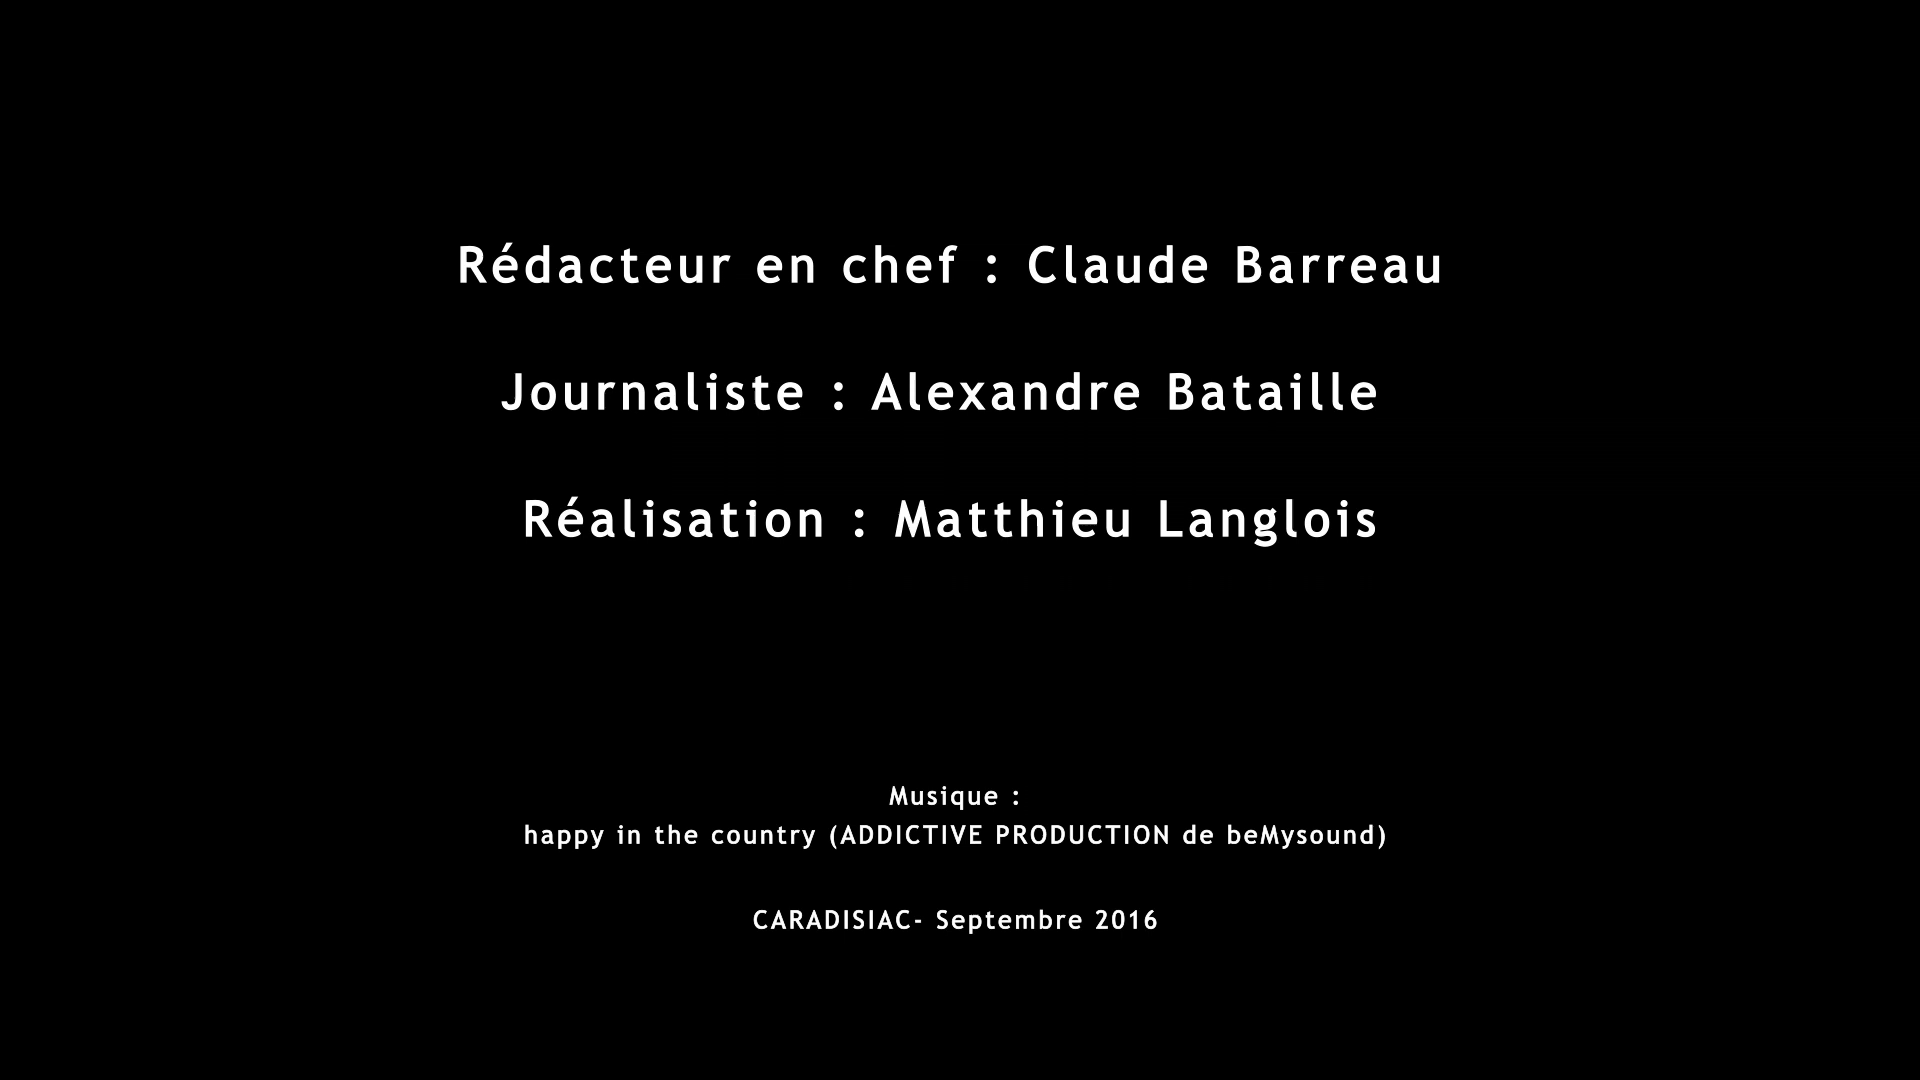 Rédacteur en chef : Claude Barreau
Journaliste : Alexandre Bataille
Réalisation : Matthieu Langlois
Musique :
happy in the country (ADDICTIVE PRODUCTION de beMysound)
CARADISIAC- Septembre 2016